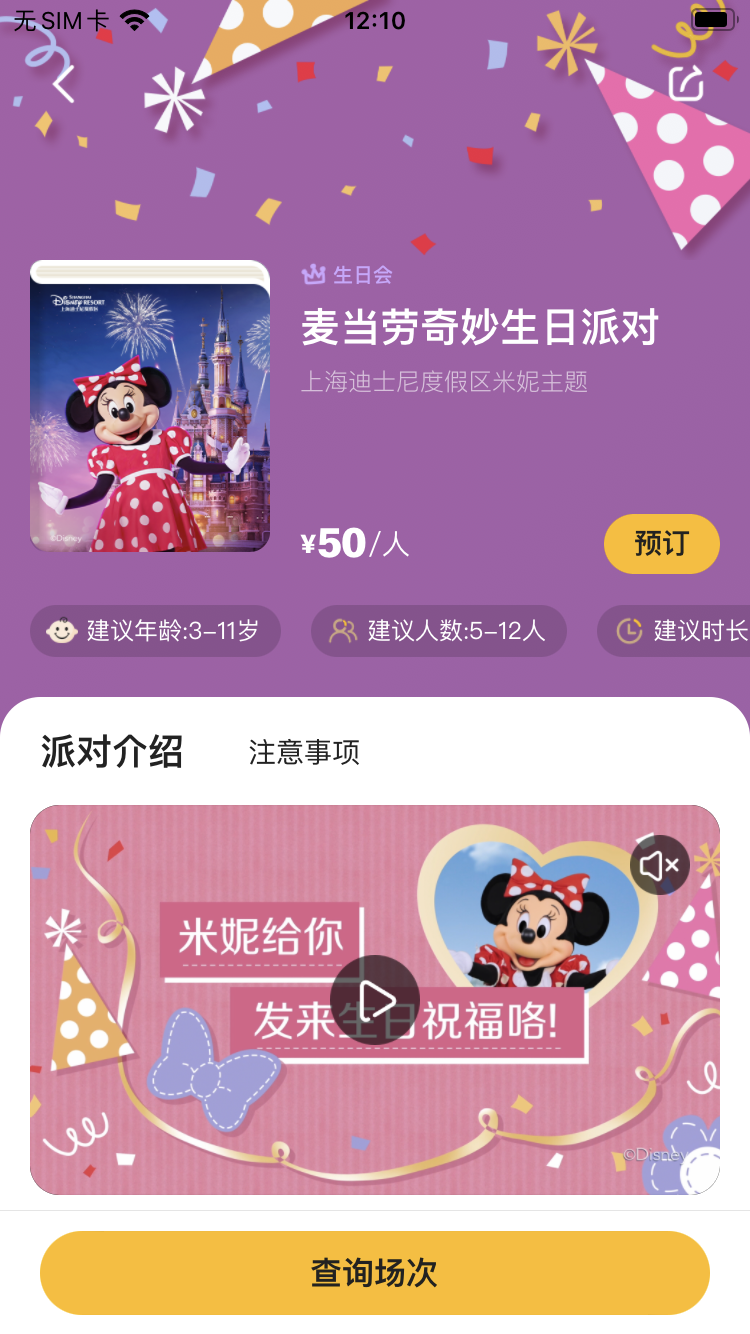 无SIM卡
12:10
SHANGHAI
DISNEY RESORT
上海迪士尼度假区
©Disney
生日会
麦当劳奇妙生日派对
上海迪士尼度假区米妮主题
¥50/人
预订
建议年龄:3-11岁
建议人数:5-12人
建议时长
派对介绍
注意事项
米妮给你
发来生日祝福咯!
©Disney
查询场次